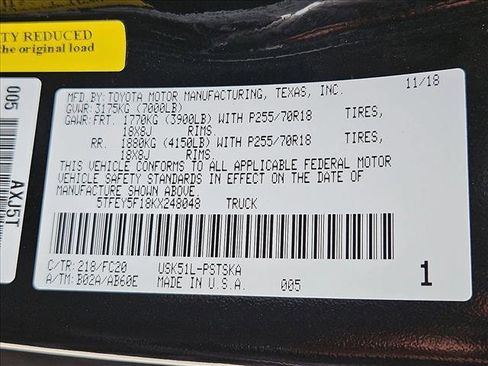 TY REDUCED
the original load
005
AXJ5T
MFD.BY: TOYOTA MOTOR MANUFACTURING, TEXAS, INC. 11/18
GVWR: 3175KG (7000LB)
GAWR: FRT. 1770KG (3900LB) WITH P255/70R18 TIRES,
18X8J RIMS.
RR. 1880KG (4150LB) WITH P255/70R18 TIRES,
18X8J RIMS.
THIS VEHICLE CONFORMS TO ALL APPLICABLE FEDERAL MOTOR
VEHICLE SAFETY STANDARDS IN EFFECT ON THE DATE OF
MANUFACTURE SHOWN ABOVE.
5TFEY5F18KX248048 TRUCK
C/TR: 218/FC20 USK51L-PSTSKA 1
A/TM: B02A/AB60E MADE IN U.S.A. 005